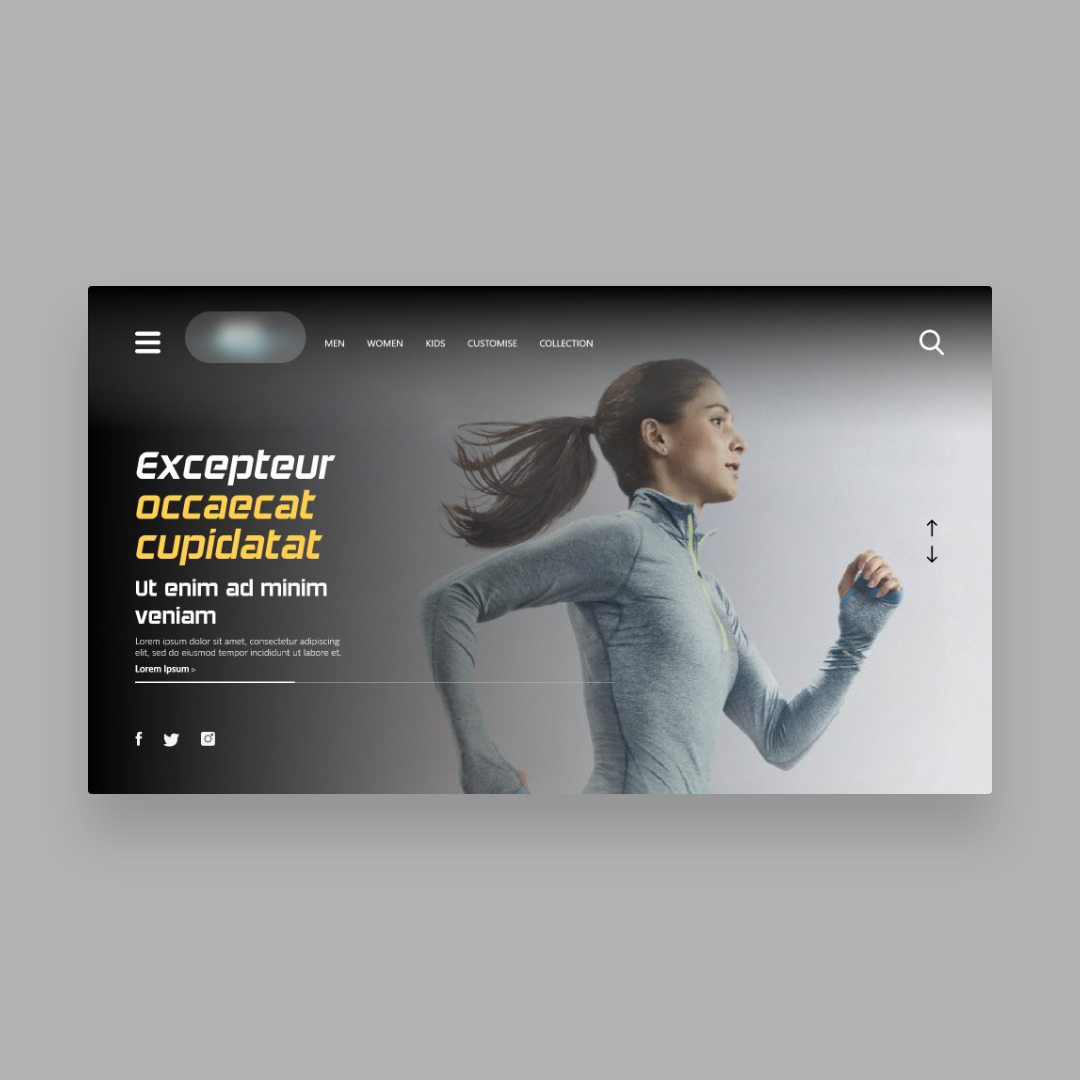 MEN WOMEN KIDS CUSTOMISE COLLECTION
Excepteur
occaecat
cupidatat
Ut enim ad minim
veniam
Lorem ipsum dolor sit amet, consectetur adipiscing
elit, sed do eiusmod tempor incididunt ut labore et.
Lorem Ipsum ▹